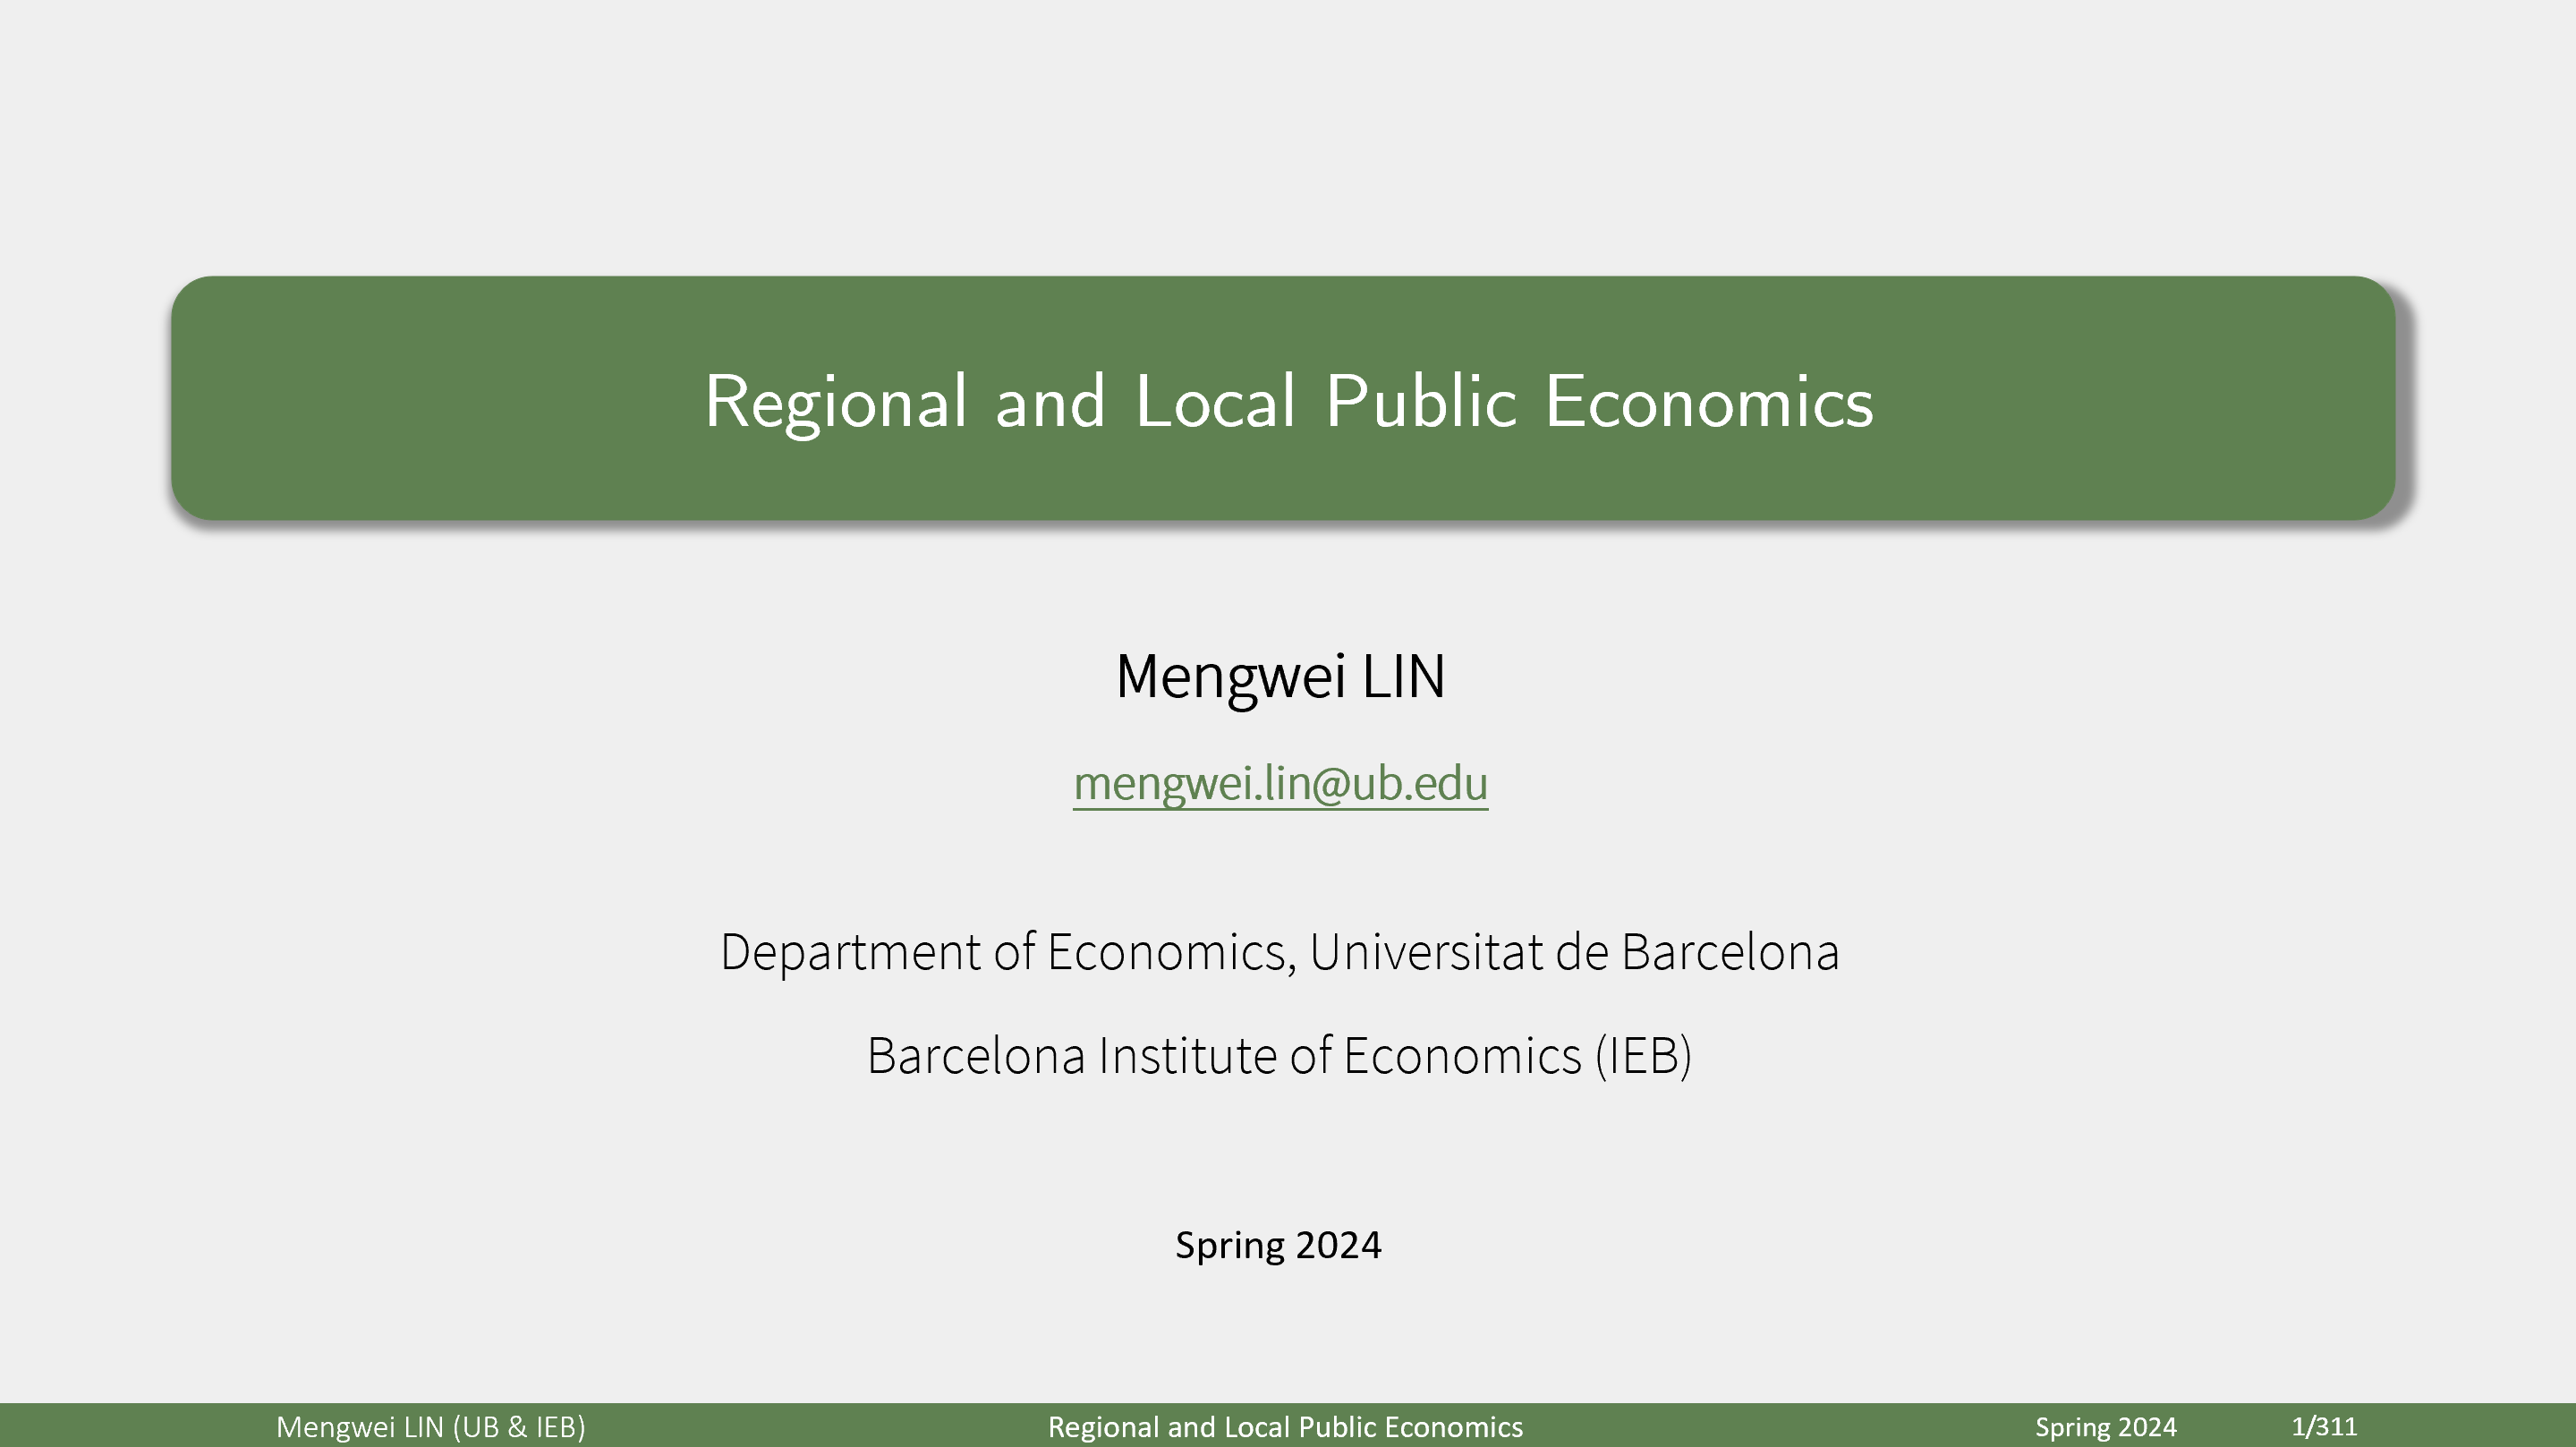 Regional and Local Public Economics
Mengwei LIN
mengwei.lin@ub.edu
Department of Economics, Universitat de Barcelona
Barcelona Institute of Economics (IEB)
Spring 2024
Mengwei LIN (UB & IEB) Regional and Local Public Economics Spring 2024 1/311